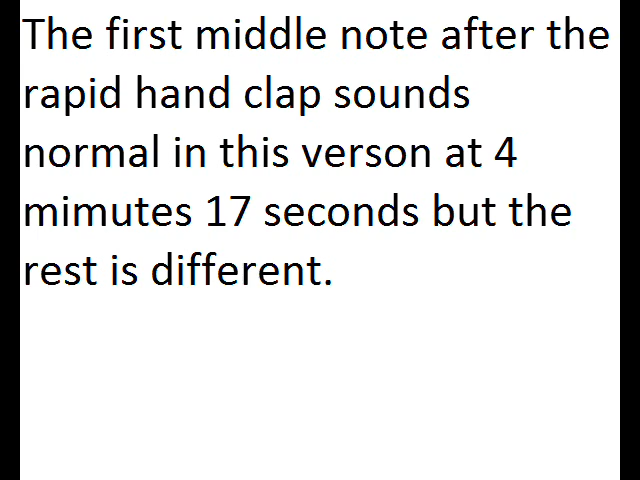 The first middle note after the
rapid hand clap sounds
normal in this verson at 4
mimutes 17 seconds but the
rest is different.